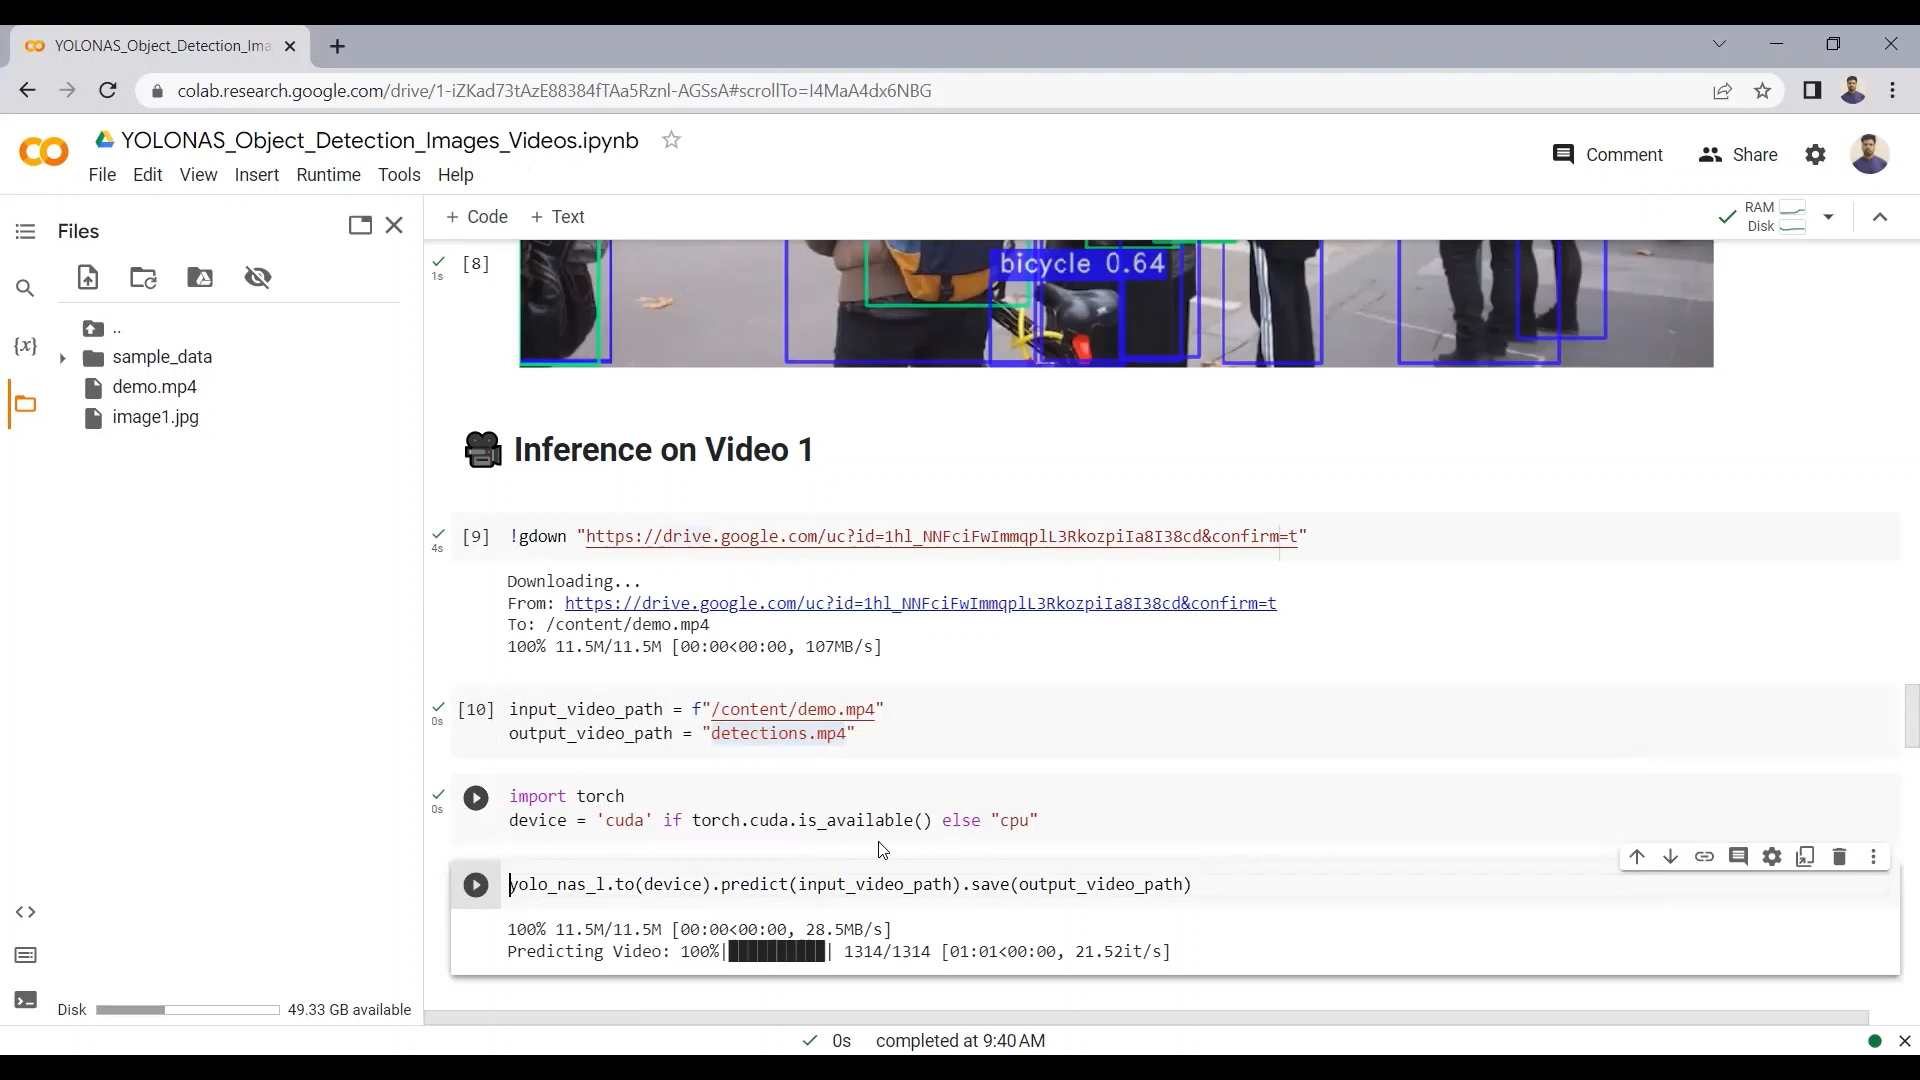 YOLONAS_Object_Detection_Ima
colab.research.google.com/drive/1-iZKad73tAzE88384fTAa5Rznl-AGSsA#scrollTo=I4MaA4dx6NBG
YOLONAS_Object_Detection_Images_Videos.ipynb
Comment
Share
File Edit View Insert Runtime Tools Help
Files
+ Code + Text
RAM
Disk
[8]
1s
bicycle 0.64
..
sample_data
demo.mp4
image1.jpg
{x}
Inference on Video 1
[9] !gdown "https://drive.google.com/uc?id=1hl_NNFciFwImmqplL3RkozpiIa8I38cd&confirm=t"
4s
Downloading...
From: https://drive.google.com/uc?id=1hl_NNFciFwImmqplL3RkozpiIa8I38cd&confirm=t
To: /content/demo.mp4
100% 11.5M/11.5M [00:00<00:00, 107MB/s]
[10] input_video_path = f"/content/demo.mp4"
0s
output_video_path = "detections.mp4"
import torch
0s
device = 'cuda' if torch.cuda.is_available() else "cpu"
yolo_nas_l.to(device).predict(input_video_path).save(output_video_path)
100% 11.5M/11.5M [00:00<00:00, 28.5MB/s]
Predicting Video: 100%|██████████| 1314/1314 [01:01<00:00, 21.52it/s]
Disk 49.33 GB available
0s completed at 9:40 AM